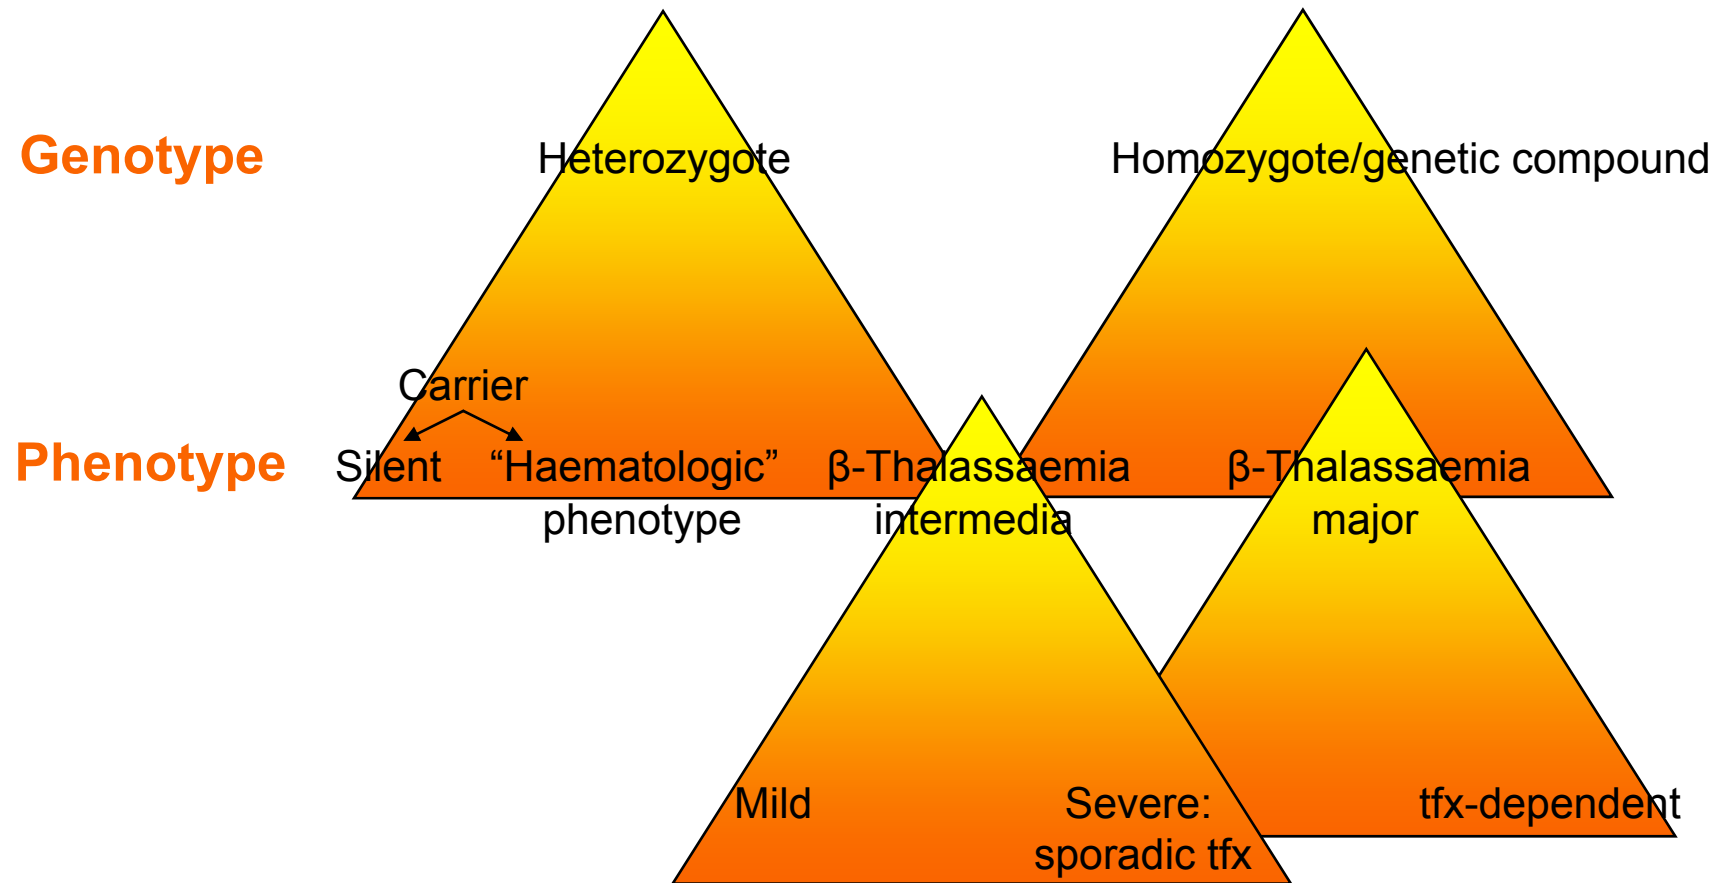 Genotype
Heterozygote
Homozygote/genetic compound
Carrier
Phenotype
Silent
“Haematologic”
phenotype
β-Thalassaemia
intermedia
β-Thalassaemia
major
Mild
Severe:
sporadic tfx
tfx-dependent